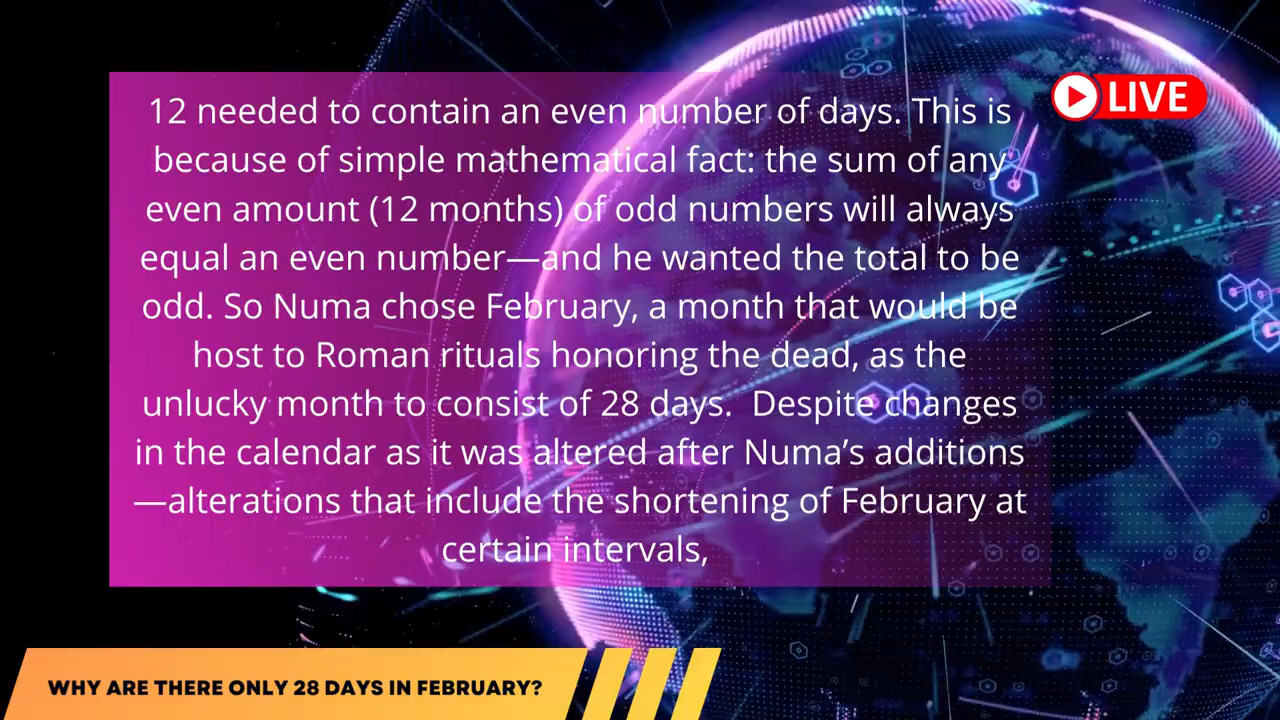 12 needed to contain an even number of days. This is
because of simple mathematical fact: the sum of any
even amount (12 months) of odd numbers will always
equal an even number—and he wanted the total to be
odd. So Numa chose February, a month that would be
host to Roman rituals honoring the dead, as the
unlucky month to consist of 28 days.  Despite changes
in the calendar as it was altered after Numa’s additions
—alterations that include the shortening of February at
certain intervals,
LIVE
WHY ARE THERE ONLY 28 DAYS IN FEBRUARY?